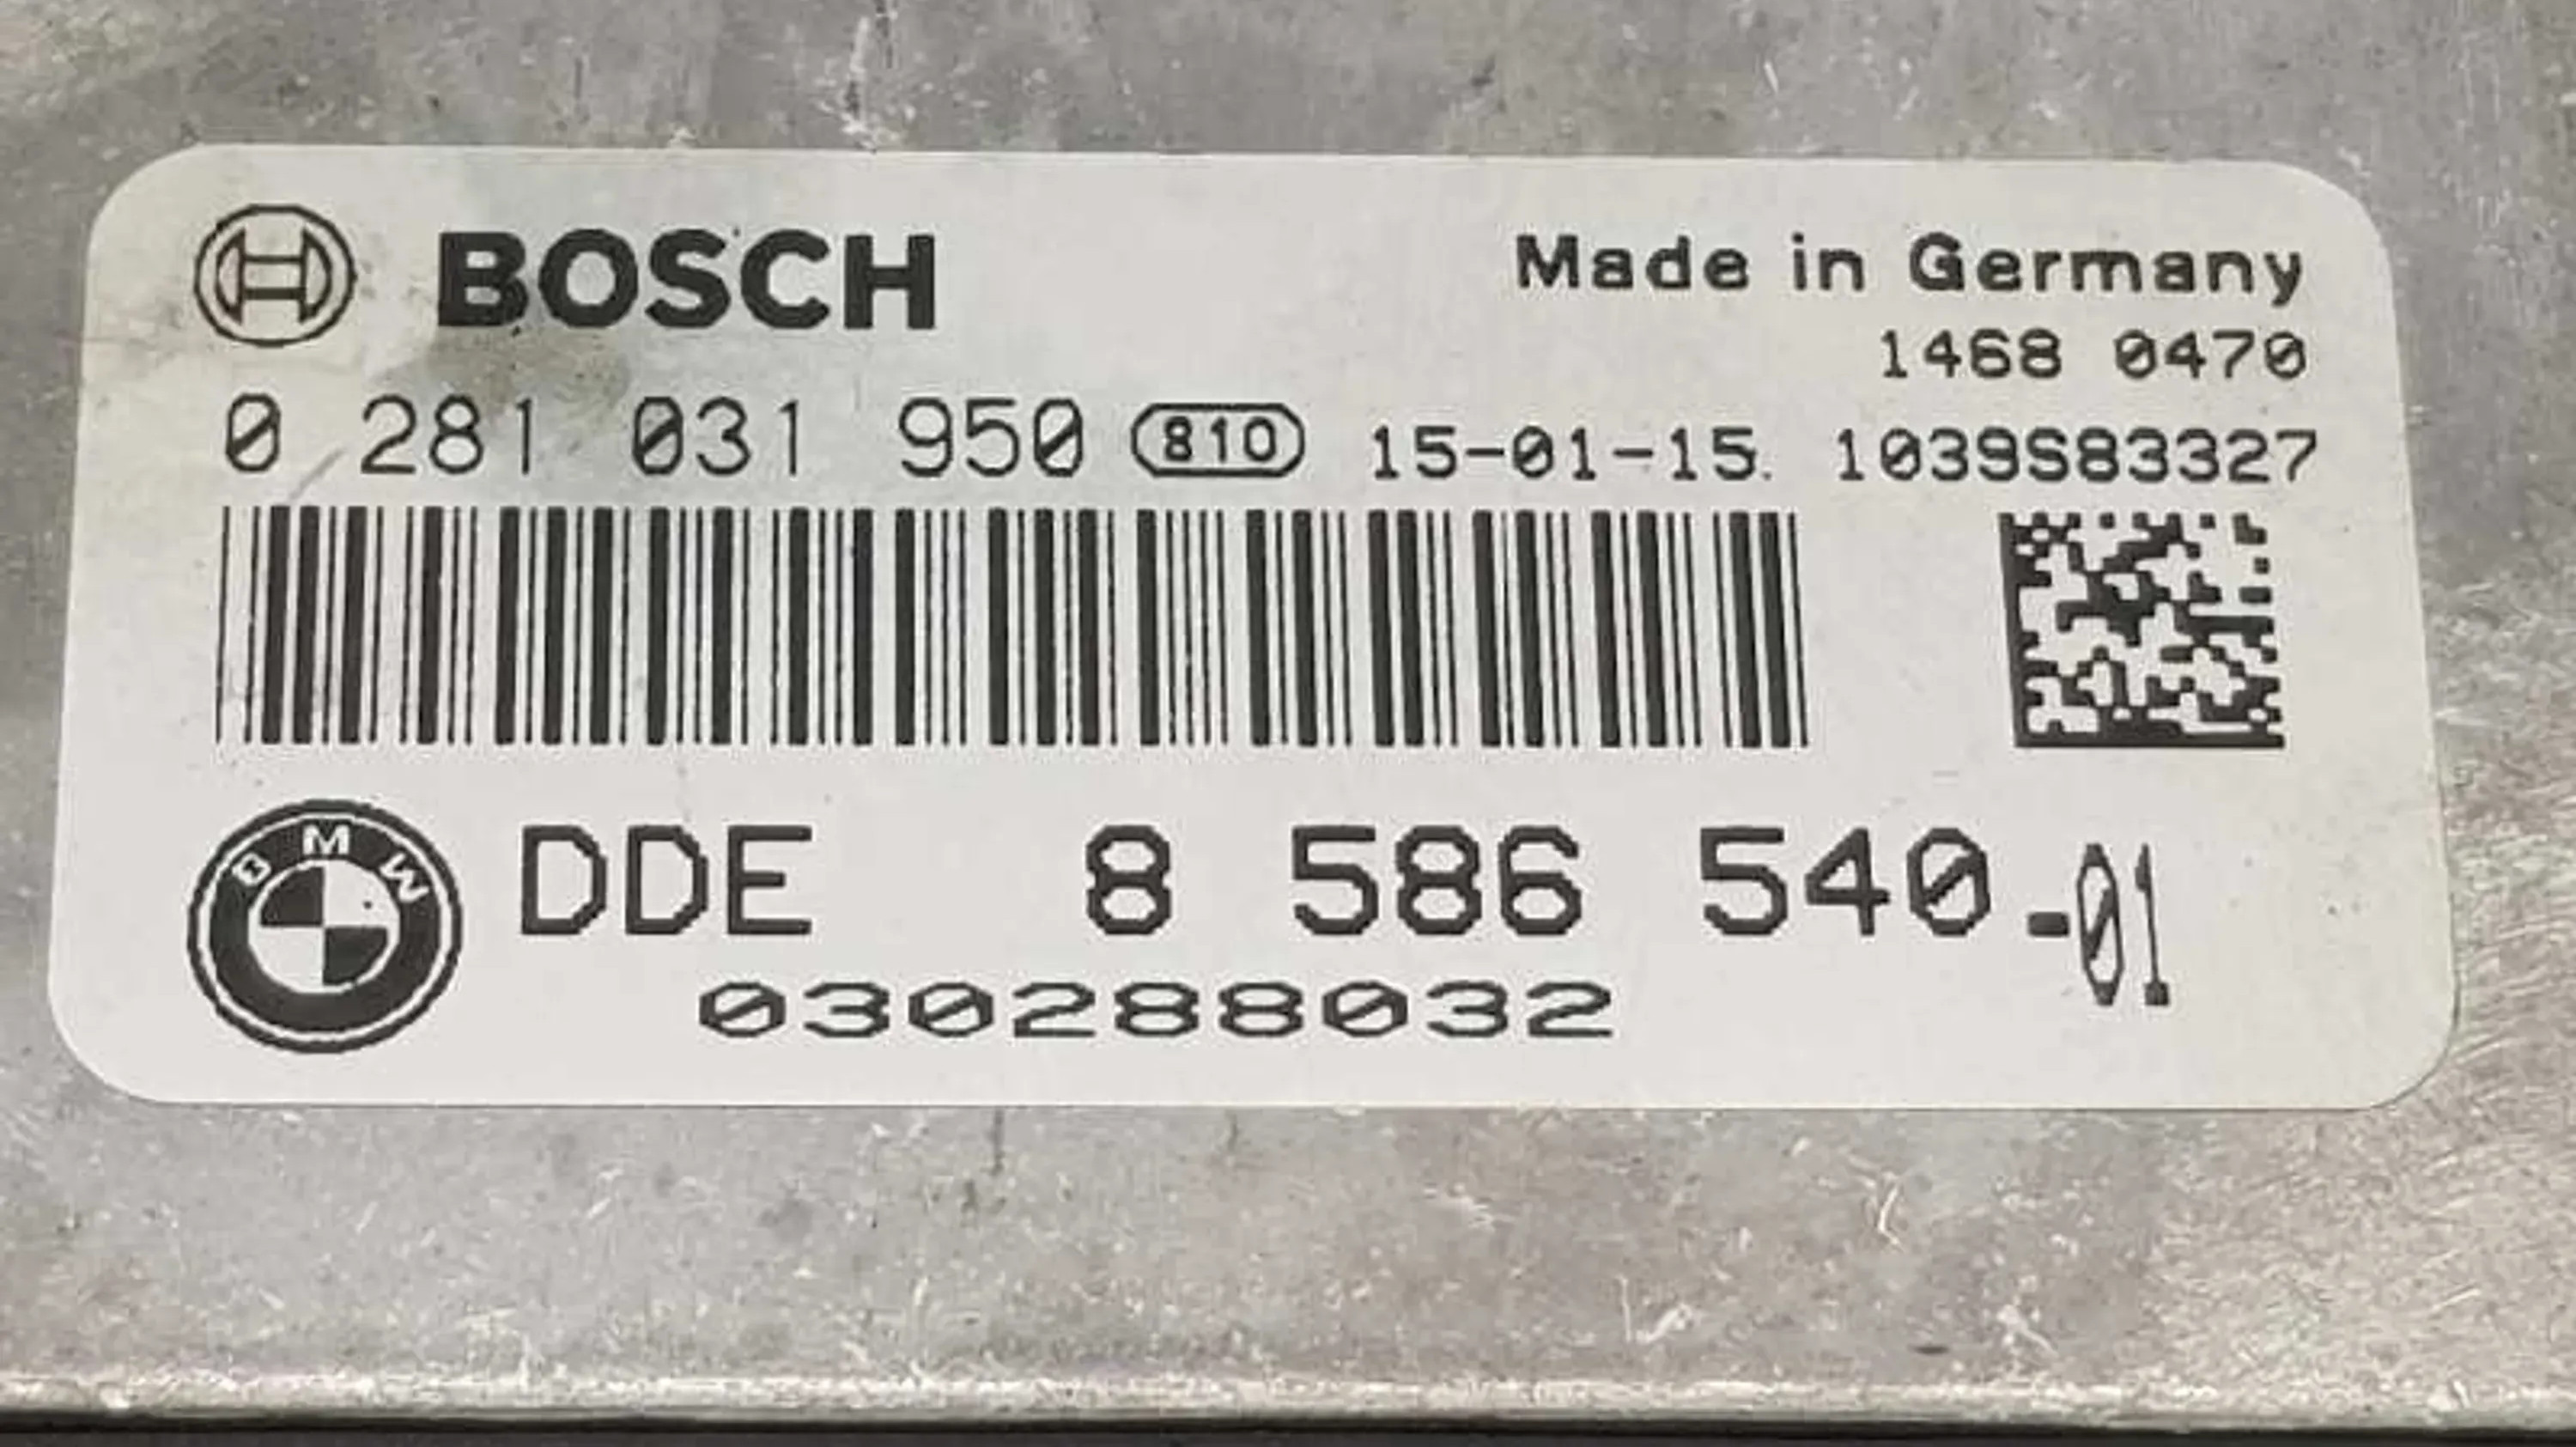 BOSCH
Made in Germany
1468 0470
0 281 031 950 810 15-01-15. 1039S83327
BMW
DDE 8 586 540-01
030288032